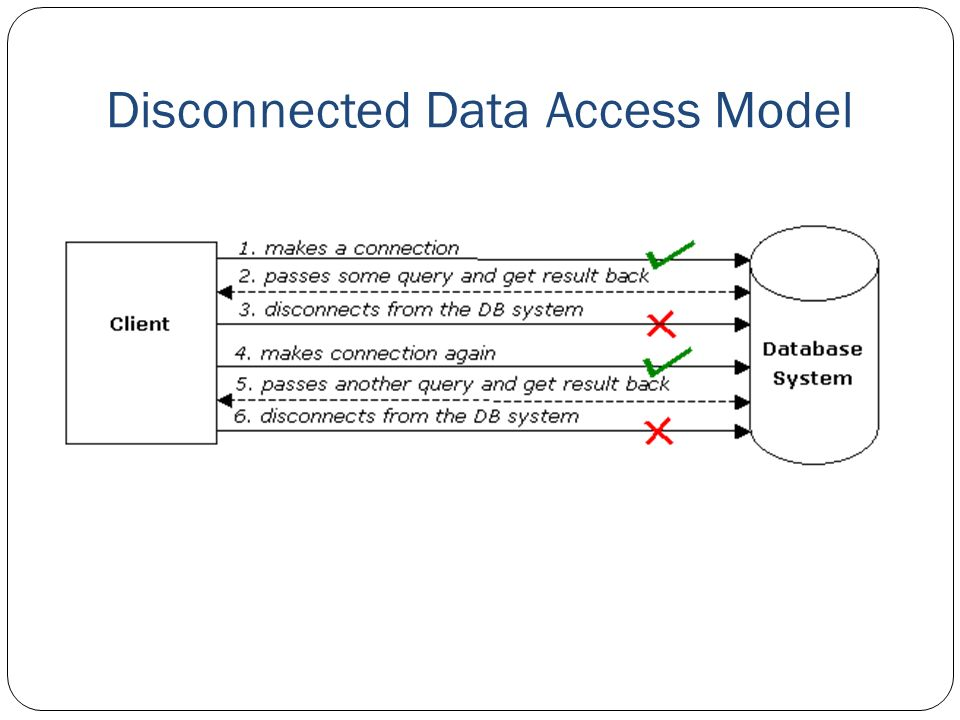 Disconnected Data Access Model
1. makes a connection
2. passes some query and get result back
3. disconnects from the DB system
Client
4. makes connection again
5. passes another query and get result back
6. disconnects from the DB system
Database
System